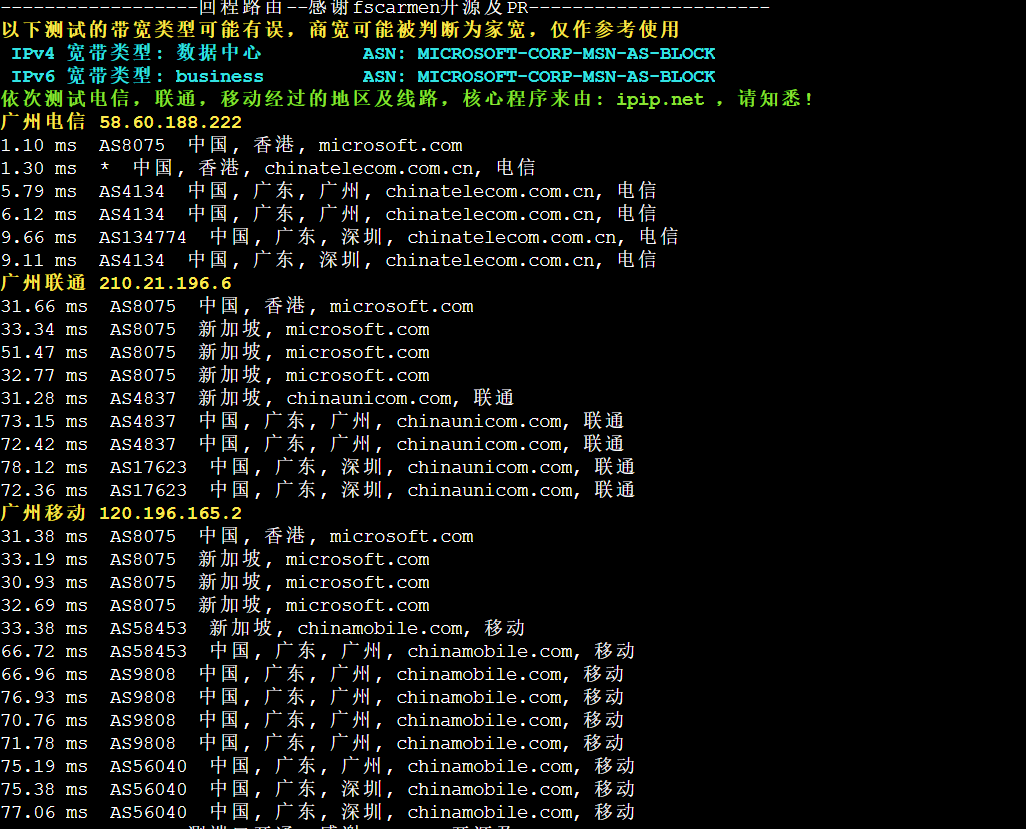 ------------------回程路由--感谢fscarmen开源及PR----------------------
以下测试的带宽类型可能有误，商宽可能被判断为家宽，仅作参考使用
IPv4 宽带类型: 数据中心 ASN: MICROSOFT-CORP-MSN-AS-BLOCK
IPv6 宽带类型: business ASN: MICROSOFT-CORP-MSN-AS-BLOCK
依次测试电信，联通，移动经过的地区及线路，核心程序来由: ipip.net ，请知悉!
广州电信 58.60.188.222
1.10 ms AS8075 中国, 香港, microsoft.com
1.30 ms * 中国, 香港, chinatelecom.com.cn, 电信
5.79 ms AS4134 中国, 广东, 广州, chinatelecom.com.cn, 电信
6.12 ms AS4134 中国, 广东, 广州, chinatelecom.com.cn, 电信
9.66 ms AS134774 中国, 广东, 深圳, chinatelecom.com.cn, 电信
9.11 ms AS4134 中国, 广东, 深圳, chinatelecom.com.cn, 电信
广州联通 210.21.196.6
31.66 ms AS8075 中国, 香港, microsoft.com
33.34 ms AS8075 新加坡, microsoft.com
51.47 ms AS8075 新加坡, microsoft.com
32.77 ms AS8075 新加坡, microsoft.com
31.28 ms AS4837 新加坡, chinaunicom.com, 联通
73.15 ms AS4837 中国, 广东, 广州, chinaunicom.com, 联通
72.42 ms AS4837 中国, 广东, 广州, chinaunicom.com, 联通
78.12 ms AS17623 中国, 广东, 深圳, chinaunicom.com, 联通
72.36 ms AS17623 中国, 广东, 深圳, chinaunicom.com, 联通
广州移动 120.196.165.2
31.38 ms AS8075 中国, 香港, microsoft.com
33.19 ms AS8075 新加坡, microsoft.com
30.93 ms AS8075 新加坡, microsoft.com
32.69 ms AS8075 新加坡, microsoft.com
33.38 ms AS58453 新加坡, chinamobile.com, 移动
66.72 ms AS58453 中国, 广东, 广州, chinamobile.com, 移动
66.96 ms AS9808 中国, 广东, 广州, chinamobile.com, 移动
76.93 ms AS9808 中国, 广东, 广州, chinamobile.com, 移动
70.76 ms AS9808 中国, 广东, 广州, chinamobile.com, 移动
71.78 ms AS9808 中国, 广东, 广州, chinamobile.com, 移动
75.19 ms AS56040 中国, 广东, 广州, chinamobile.com, 移动
75.38 ms AS56040 中国, 广东, 深圳, chinamobile.com, 移动
77.06 ms AS56040 中国, 广东, 深圳, chinamobile.com, 移动